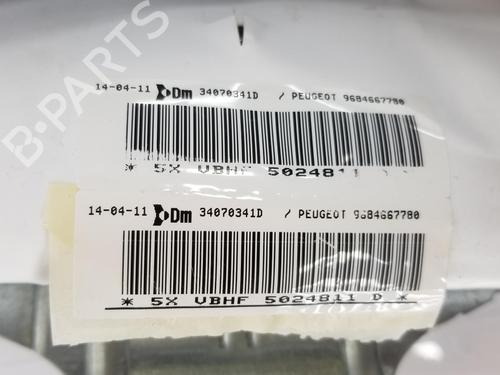 14-04-11 Dm 34070341D / PEUGEOT 9684667780
* 5X VBHF 5024811
14-04-11 Dm 34070341D / PEUGEOT 9684667780
* 5X VBHF 5024811 D *
B-PARTS